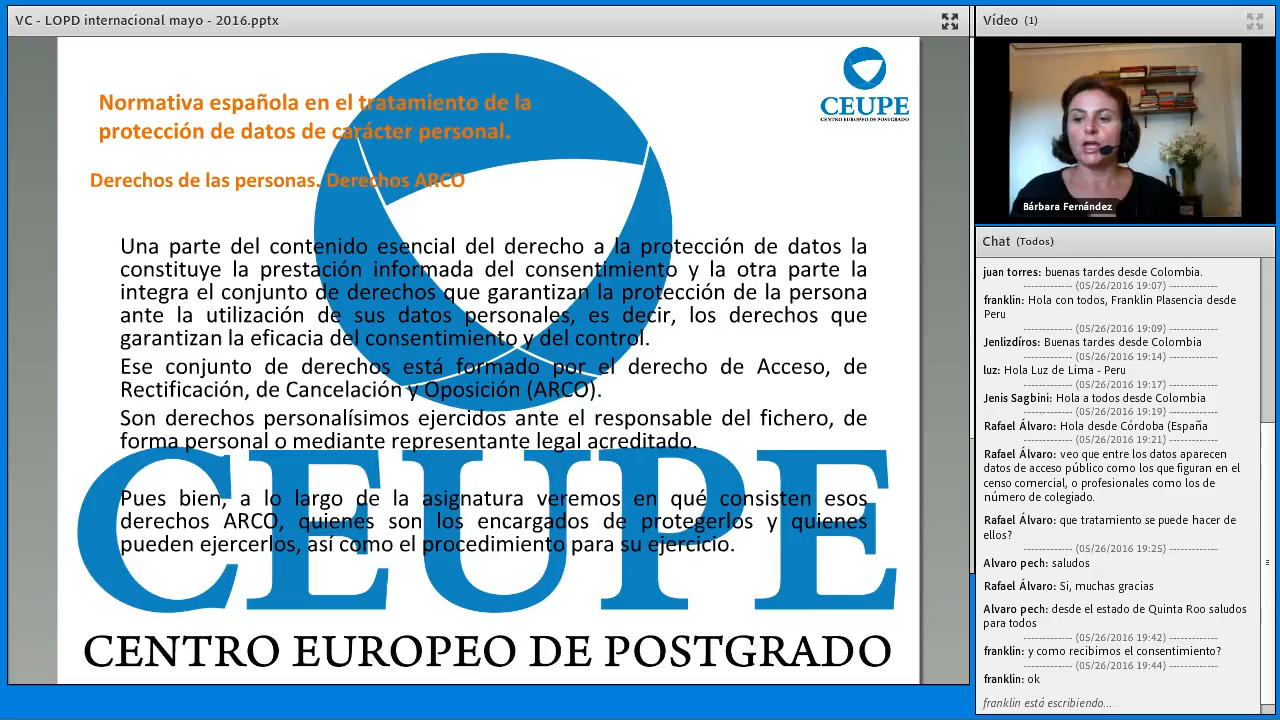 VC - LOPD internacional mayo - 2016.pptx
CEUPE
CENTRO EUROPEO DE POSTGRADO
Normativa española en el tratamiento de la
protección de datos de carácter personal.
Derechos de las personas. Derechos ARCO
Una parte del contenido esencial del derecho a la protección de datos la
constituye la prestación informada del consentimiento y la otra parte la
integra el conjunto de derechos que garantizan la protección de la persona
ante la utilización de sus datos personales, es decir, los derechos que
garantizan la eficacia del consentimiento y del control.
Ese conjunto de derechos está formado por el derecho de Acceso, de
Rectificación, de Cancelación y Oposición (ARCO).
Son derechos personalísimos ejercidos ante el responsable del fichero, de
forma personal o mediante representante legal acreditado.
Pues bien, a lo largo de la asignatura veremos en qué consisten esos
derechos ARCO, quienes son los encargados de protegerlos y quienes
pueden ejercerlos, así como el procedimiento para su ejercicio.
CEUPE
CENTRO EUROPEO DE POSTGRADO
Vídeo (1)
Bárbara Fernández
Chat (Todos)
juan torres: buenas tardes desde Colombia.
------------ (05/26/2016 19:07) ------------
franklin: Hola con todos, Franklin Plasencia desde
Peru
------------ (05/26/2016 19:09) ------------
Jenlizdíros: Buenas tardes desde Colombia
------------ (05/26/2016 19:14) ------------
luz: Hola Luz de Lima - Peru
------------ (05/26/2016 19:17) ------------
Jenis Sagbini: Hola a todos desde Colombia
------------ (05/26/2016 19:19) ------------
Rafael Álvaro: Hola desde Córdoba (España
------------ (05/26/2016 19:21) ------------
Rafael Álvaro: veo que entre los datos aparecen
datos de acceso público como los que figuran en el
censo comercial, o profesionales como los de
número de colegiado.
Rafael Álvaro: que tratamiento se puede hacer de
ellos?
------------ (05/26/2016 19:25) ------------
Alvaro pech: saludos
Rafael Álvaro: Si, muchas gracias
Alvaro pech: desde el estado de Quinta Roo saludos
para todos
------------ (05/26/2016 19:42) ------------
franklin: y como recibimos el consentimiento?
------------ (05/26/2016 19:44) ------------
franklin: ok
franklin está escribiendo...